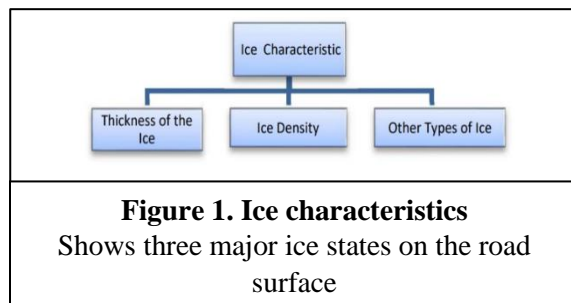 Ice Characteristic
Thickness of the
Ice
Ice Density
Other Types of Ice
Figure 1. Ice characteristics
Shows three major ice states on the road
surface